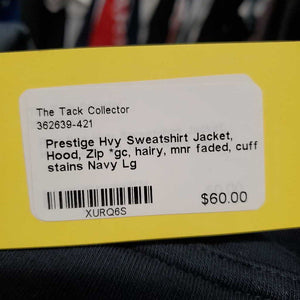 The Tack Collector
362639-421
Prestige Hvy Sweatshirt Jacket,
Hood, Zip *gc, hairy, mnr faded, cuff
stains Navy Lg
XURQ6S
$60.00